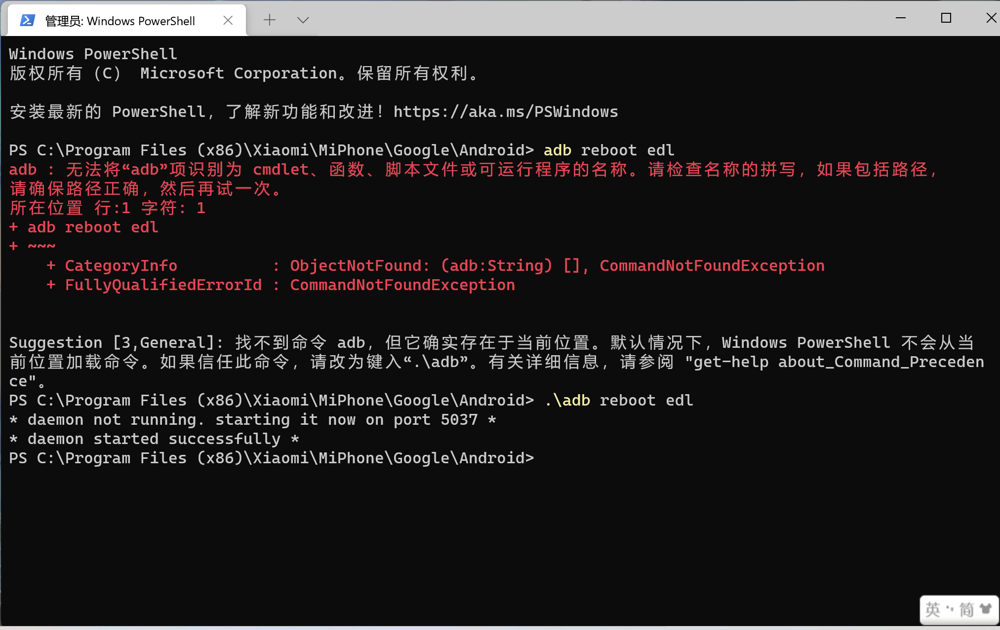 管理员: Windows PowerShell
Windows PowerShell
版权所有 (C) Microsoft Corporation。保留所有权利。
安装最新的 PowerShell，了解新功能和改进！https://aka.ms/PSWindows
PS C:\Program Files (x86)\Xiaomi\MiPhone\Google\Android> adb reboot edl
adb : 无法将“adb”项识别为 cmdlet、函数、脚本文件或可运行程序的名称。请检查名称的拼写，如果包括路径，
请确保路径正确，然后再试一次。
所在位置 行:1 字符: 1
+ adb reboot edl
+ ~~~
    + CategoryInfo          : ObjectNotFound: (adb:String) [], CommandNotFoundException
    + FullyQualifiedErrorId : CommandNotFoundException
Suggestion [3,General]: 找不到命令 adb，但它确实存在于当前位置。默认情况下，Windows PowerShell 不会从当
前位置加载命令。如果信任此命令，请改为键入“.\adb”。有关详细信息，请参阅 "get-help about_Command_Preceden
ce"。
PS C:\Program Files (x86)\Xiaomi\MiPhone\Google\Android> .\adb reboot edl
* daemon not running. starting it now on port 5037 *
* daemon started successfully *
PS C:\Program Files (x86)\Xiaomi\MiPhone\Google\Android>
英 简